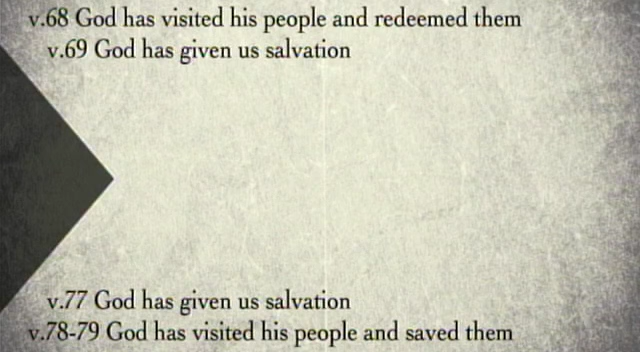 v.68 God has visited his people and redeemed them
v.69 God has given us salvation
v.77 God has given us salvation
v.78-79 God has visited his people and saved them